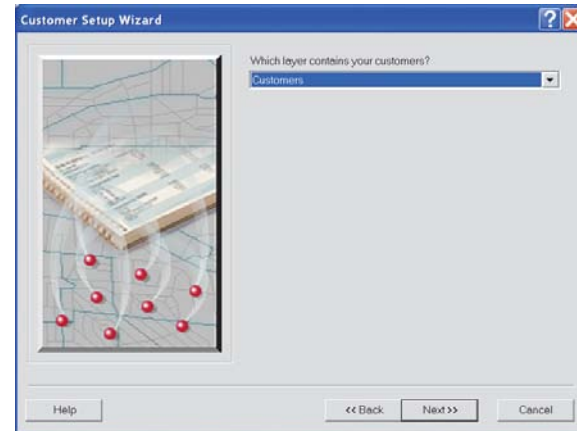 Customer Setup Wizard
Which layer contains your customers?
Customers
Help
<< Back
Next >>
Cancel